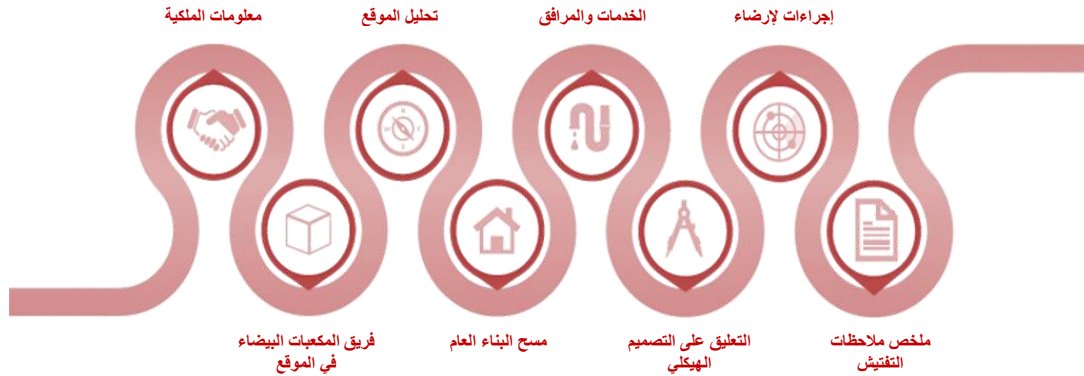 معلومات الملكية
تحليل الموقع
الخدمات والمرافق
إجراءات لإرضاء
فريق المكعبات البيضاء
في الموقع
مسح البناء العام
التعليق على التصميم
الهيكلي
ملخص ملاحظات
التفتيش